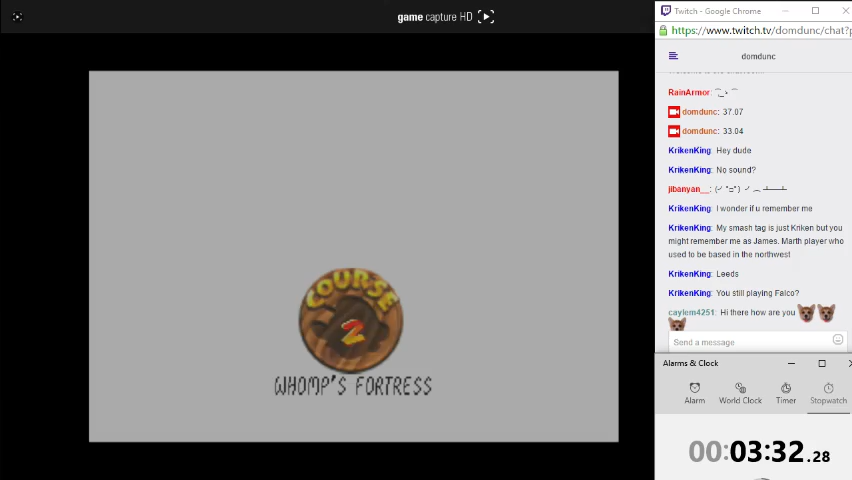 game capture HD
COURSE
2
WHOMP'S FORTRESS
Twitch - Google Chrome
https://www.twitch.tv/domdunc/chat?
domdunc
RainArmor:
domdunc: 37.07
domdunc: 33.04
KrikenKing: Hey dude
KrikenKing: No sound?
jibanyan__:
KrikenKing: I wonder if u remember me
KrikenKing: My smash tag is just Kriken but you
might remember me as James. Marth player who
used to be based in the northwest
KrikenKing: Leeds
KrikenKing: You still playing Falco?
caylem4251: Hi there how are you
Send a message
Alarms & Clock
Alarm
World Clock
Timer
Stopwatch
00:03:32.28